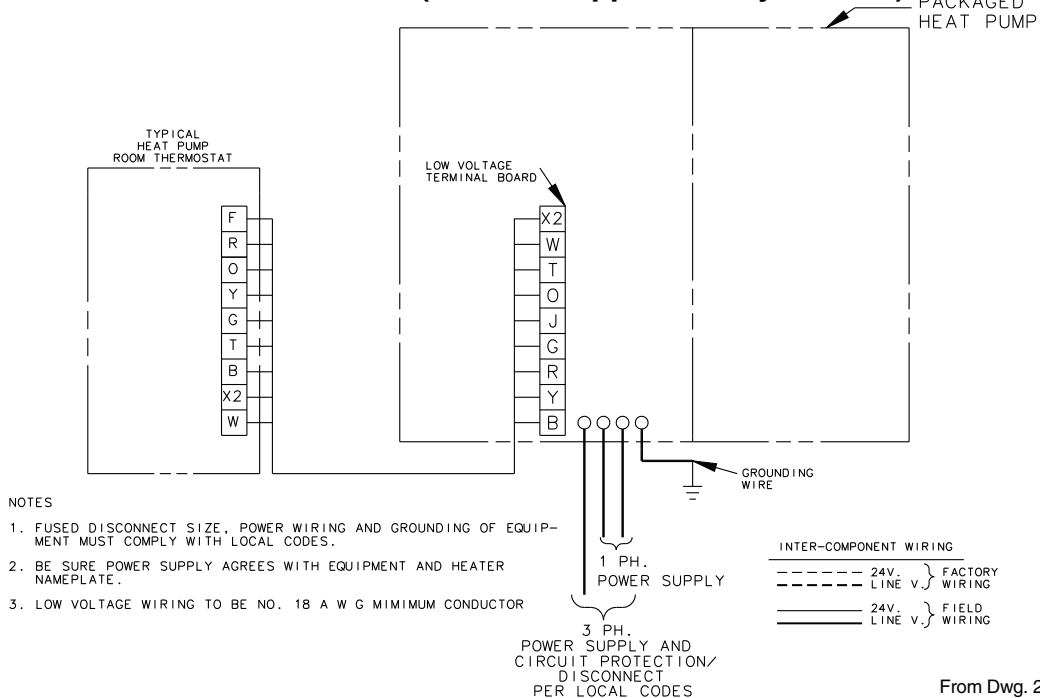 PACKAGED
HEAT PUMP
TYPICAL
HEAT PUMP
ROOM THERMOSTAT
LOW VOLTAGE
TERMINAL BOARD
F
R
O
Y
G
T
B
X2
W
X2
W
T
O
J
G
R
Y
B
GROUNDING
WIRE
NOTES
1. FUSED DISCONNECT SIZE, POWER WIRING AND GROUNDING OF EQUIP-
MENT MUST COMPLY WITH LOCAL CODES.
2. BE SURE POWER SUPPLY AGREES WITH EQUIPMENT AND HEATER
NAMEPLATE.
3. LOW VOLTAGE WIRING TO BE NO. 18 A W G MIMIMUM CONDUCTOR
1 PH.
POWER SUPPLY
3 PH.
POWER SUPPLY AND
CIRCUIT PROTECTION/
DISCONNECT
PER LOCAL CODES
INTER-COMPONENT WIRING
24V. } FACTORY
LINE V. WIRING
24V. } FIELD
LINE V. WIRING
From Dwg. 2